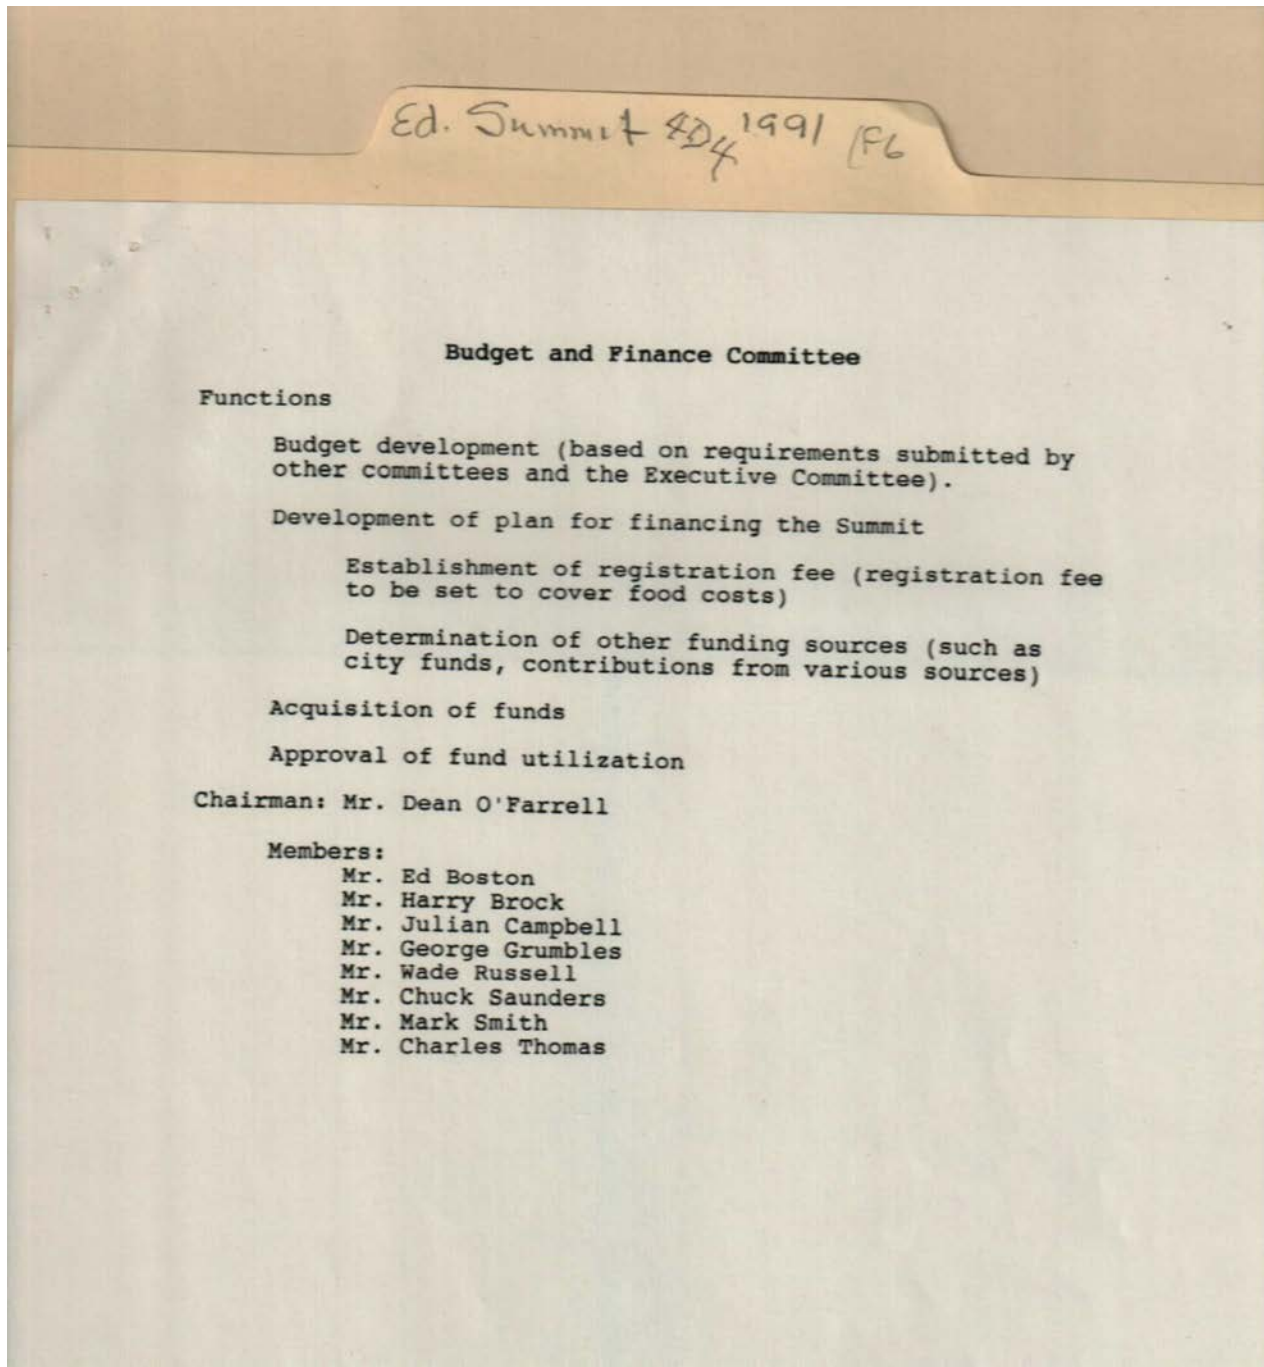 Ed. Summit 1991 (F6
Budget and Finance Committee
Functions
Budget development (based on requirements submitted by
other committees and the Executive Committee).
Development of plan for financing the Summit
Establishment of registration fee (registration fee
to be set to cover food costs)
Determination of other funding sources (such as
city funds, contributions from various sources)
Acquisition of funds
Approval of fund utilization
Chairman: Mr. Dean O'Farrell
Members:
Mr. Ed Boston
Mr. Harry Brock
Mr. Julian Campbell
Mr. George Grumbles
Mr. Wade Russell
Mr. Chuck Saunders
Mr. Mark Smith
Mr. Charles Thomas